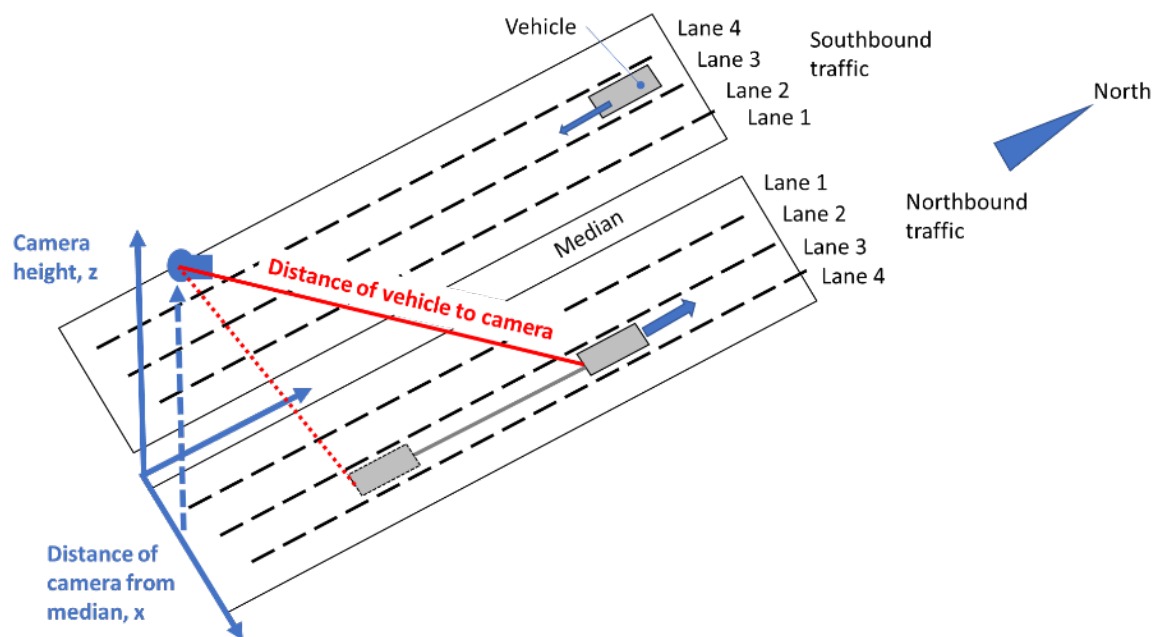 Vehicle
Lane 4
Lane 3
Lane 2
Lane 1
Southbound
traffic
North
Lane 1
Lane 2
Lane 3
Lane 4
Northbound
traffic
Median
Camera
height, z
Distance of vehicle to camera
Distance of
camera from
median, x